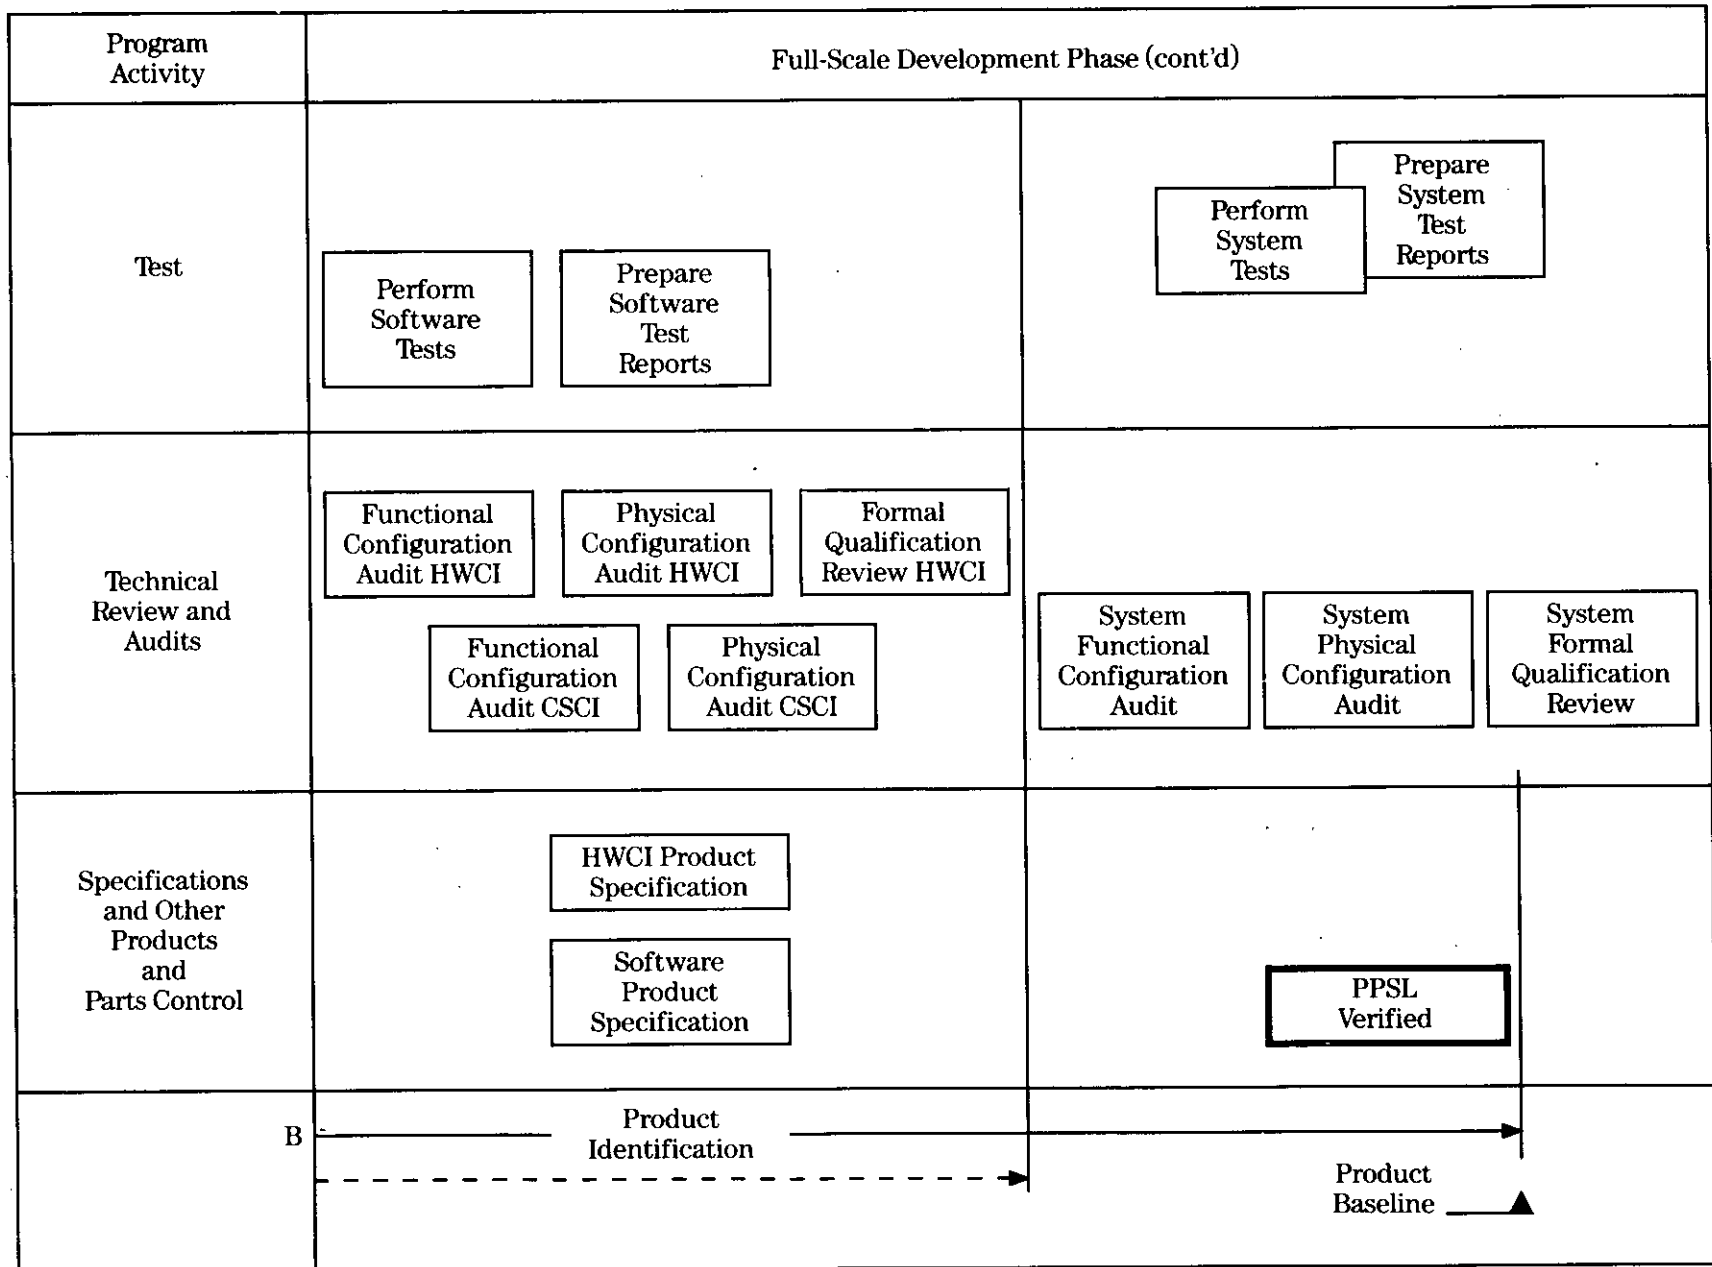 Program
Activity
Full-Scale Development Phase (cont'd)
Test
Perform
Software
Tests
Prepare
Software
Test
Reports
Perform
System
Tests
Prepare
System
Test
Reports
Technical
Review and
Audits
Functional
Configuration
Audit HWCI
Physical
Configuration
Audit HWCI
Formal
Qualification
Review HWCI
Functional
Configuration
Audit CSCI
Physical
Configuration
Audit CSCI
System
Functional
Configuration
Audit
System
Physical
Configuration
Audit
System
Formal
Qualification
Review
Specifications
and Other
Products
and
Parts Control
HWCI Product
Specification
Software
Product
Specification
PPSL
Verified
B
Product
Identification
Product
Baseline